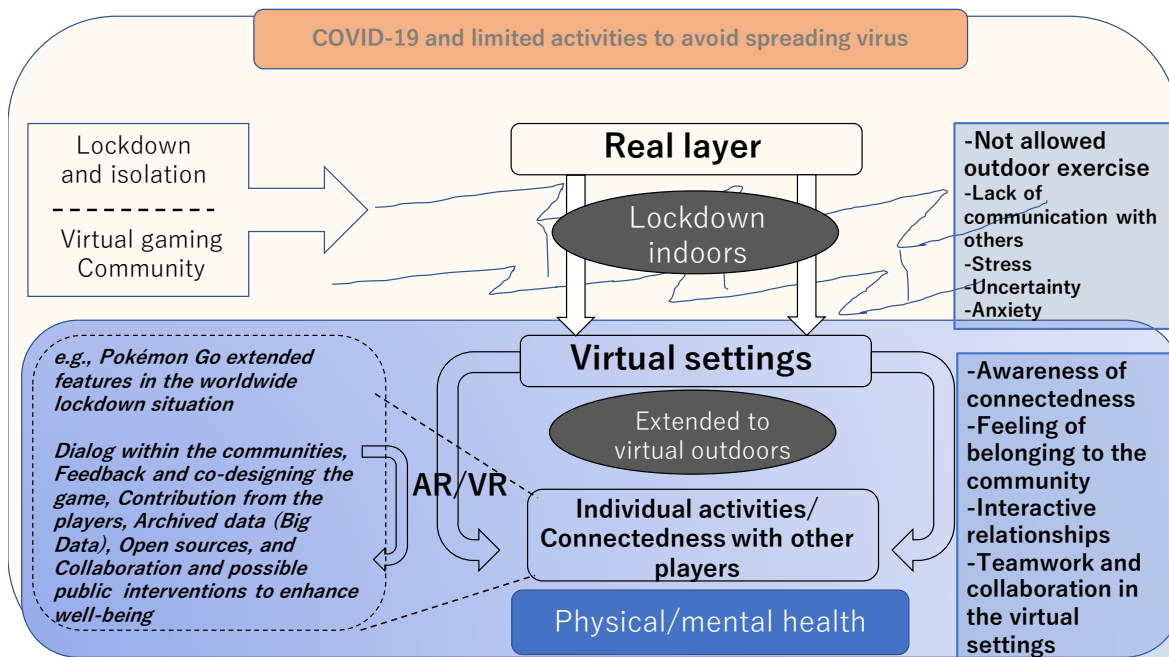 COVID-19 and limited activities to avoid spreading virus
Lockdown
and isolation
Virtual gaming
Community
Real layer
Lockdown
indoors
-Not allowed
outdoor exercise
-Lack of
communication with
others
-Stress
-Uncertainty
-Anxiety
e.g., Pokémon Go extended
features in the worldwide
lockdown situation
Dialog within the communities,
Feedback and co-designing the
game, Contribution from the
players, Archived data (Big
Data), Open sources, and
Collaboration and possible
public interventions to enhance
well-being
AR/VR
Virtual settings
Extended to
virtual outdoors
Individual activities/
Connectedness with other
players
Physical/mental health
-Awareness of
connectedness
-Feeling of
belonging to the
community
-Interactive
relationships
-Teamwork and
collaboration in
the virtual
settings